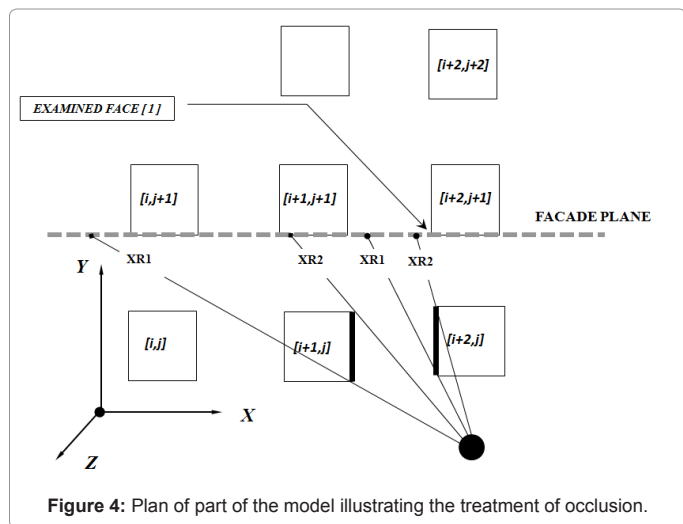 [i+2,j+2]
EXAMINED FACE [1]
[i,j+1]
[i+1,j+1]
[i+2,j+1]
FACADE PLANE
XR1
XR2
XR1
XR2
Y
[i,j]
[i+1,j]
[i+2,j]
X
Z
Figure 4: Plan of part of the model illustrating the treatment of occlusion.